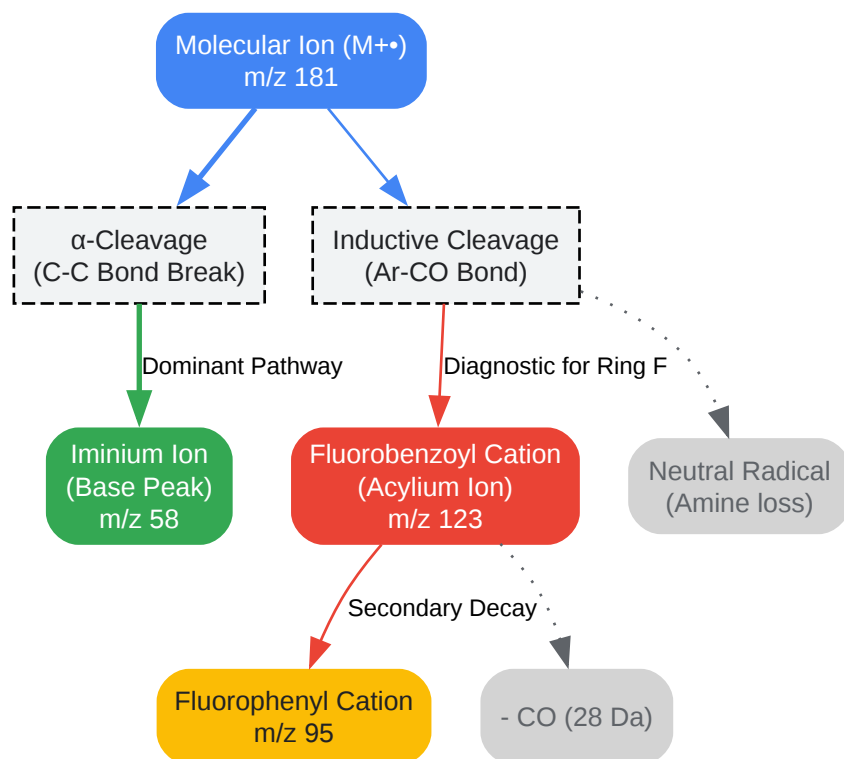 Molecular Ion (M+•)
m/z 181
α-Cleavage
(C-C Bond Break)
Inductive Cleavage
(Ar-CO Bond)
Dominant Pathway
Diagnostic for Ring F
Iminium Ion
(Base Peak)
m/z 58
Fluorobenzoyl Cation
(Acylium Ion)
m/z 123
Neutral Radical
(Amine loss)
Secondary Decay
Fluorophenyl Cation
m/z 95
- CO (28 Da)